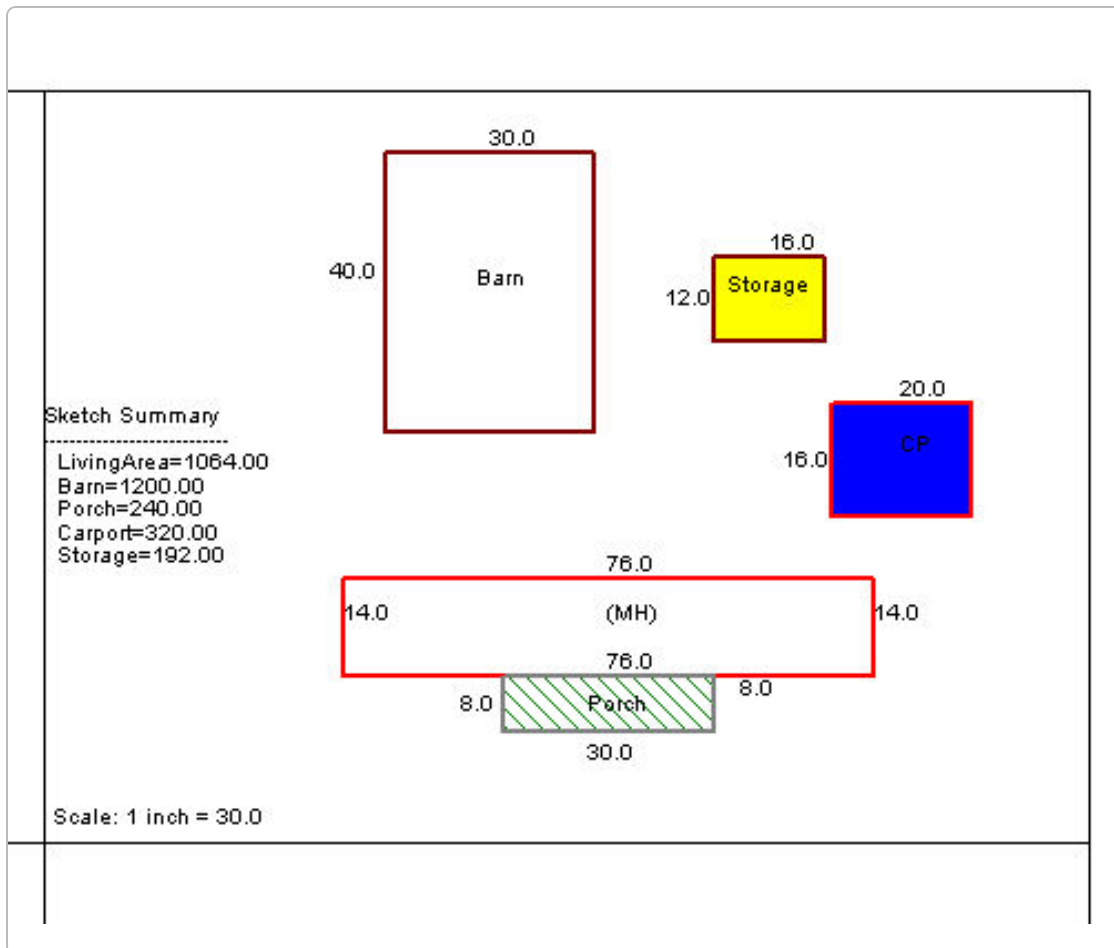 30.0
40.0
Barn
16.0
12.0
Storage
20.0
16.0
CP
Sketch Summary
----------------------------
LivingArea=1064.00
Barn=1200.00
Porch=240.00
Carport=320.00
Storage=192.00
76.0
14.0
(MH)
14.0
76.0
8.0
Porch
8.0
30.0
Scale: 1 inch = 30.0